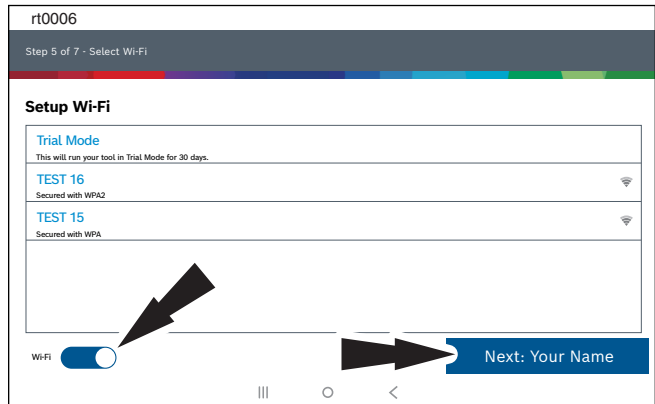 rt0006
Step 5 of 7 - Select Wi-Fi
Setup Wi-Fi
Trial Mode
This will run your tool in Trial Mode for 30 days.
TEST 16
Secured with WPA2
TEST 15
Secured with WPA
Wi-Fi
Next: Your Name